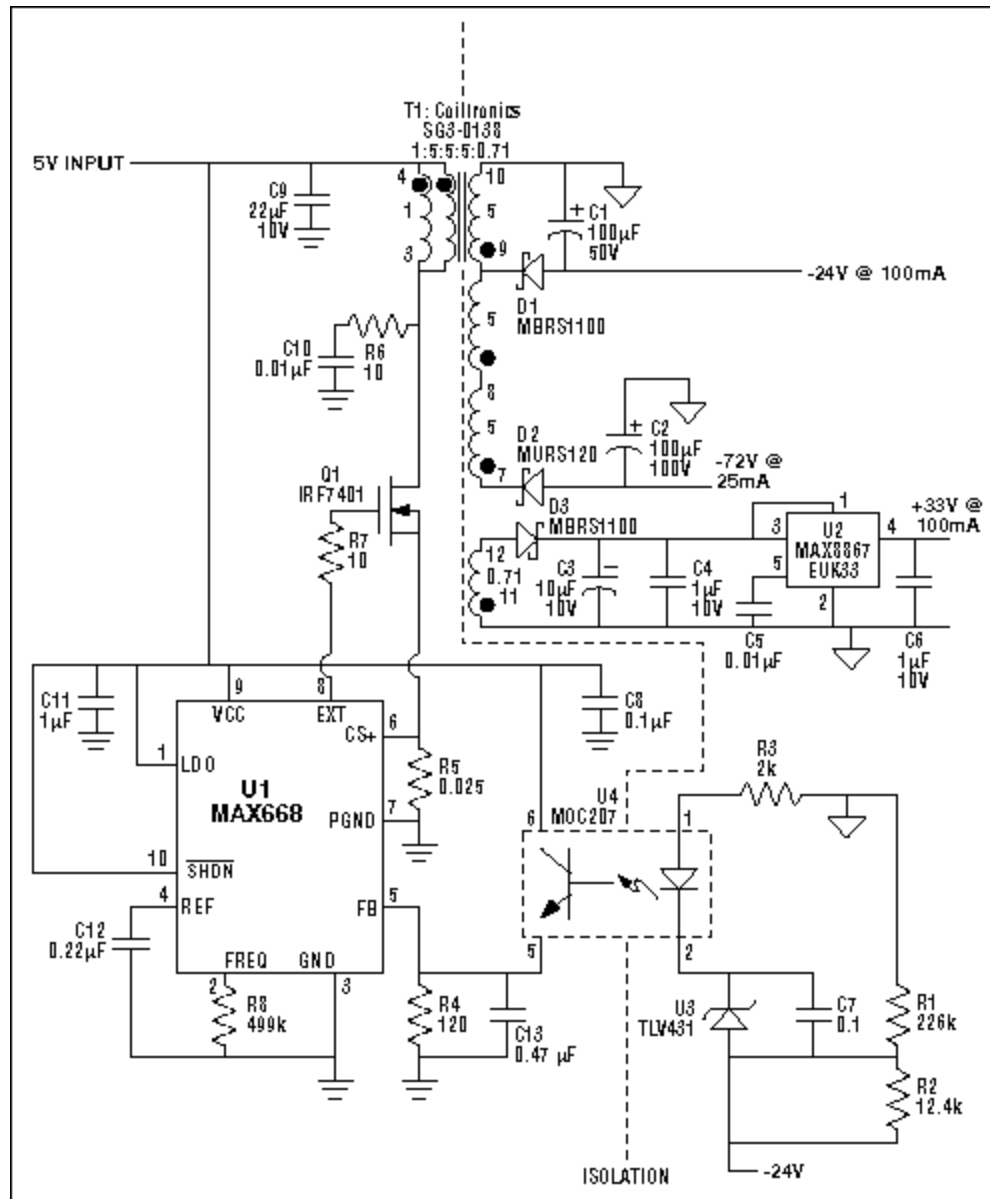 T1: Coiltronics
SG3-0138
1:5:5:5:0.71
5V INPUT
4
10
C9
22µF
10V
1
5
C1
100µF
50V
+
3
9
-24V @ 100mA
D1
MBRS1100
5
C10
0.01µF
R6
10
8
5
D2
MURS120
+
C2
100µF
100V
-72V @
25mA
7
Q1
IRF7401
D3
MBRS1100
1
+33V @
100mA
3
U2
MAX8867
EUK33
4
R7
10
12
0.71
11
C3
10µF
10V
C4
1µF
10V
5
2
C5
0.01µF
C6
1µF
10V
C11
1µF
9
8
C8
0.1µF
VCC
EXT
6
CS+
1
LDO
R5
0.025
R3
2k
U1
MAX668
7
PGND
U4
MOC207
6
1
10
SHDN
4
REF
5
FB
C12
0.22µF
5
2
FREQ
GND
2
3
R8
499k
R4
120
C13
0.47 µF
U3
TLV431
C7
0.1
R1
226k
R2
12.4k
-24V
ISOLATION